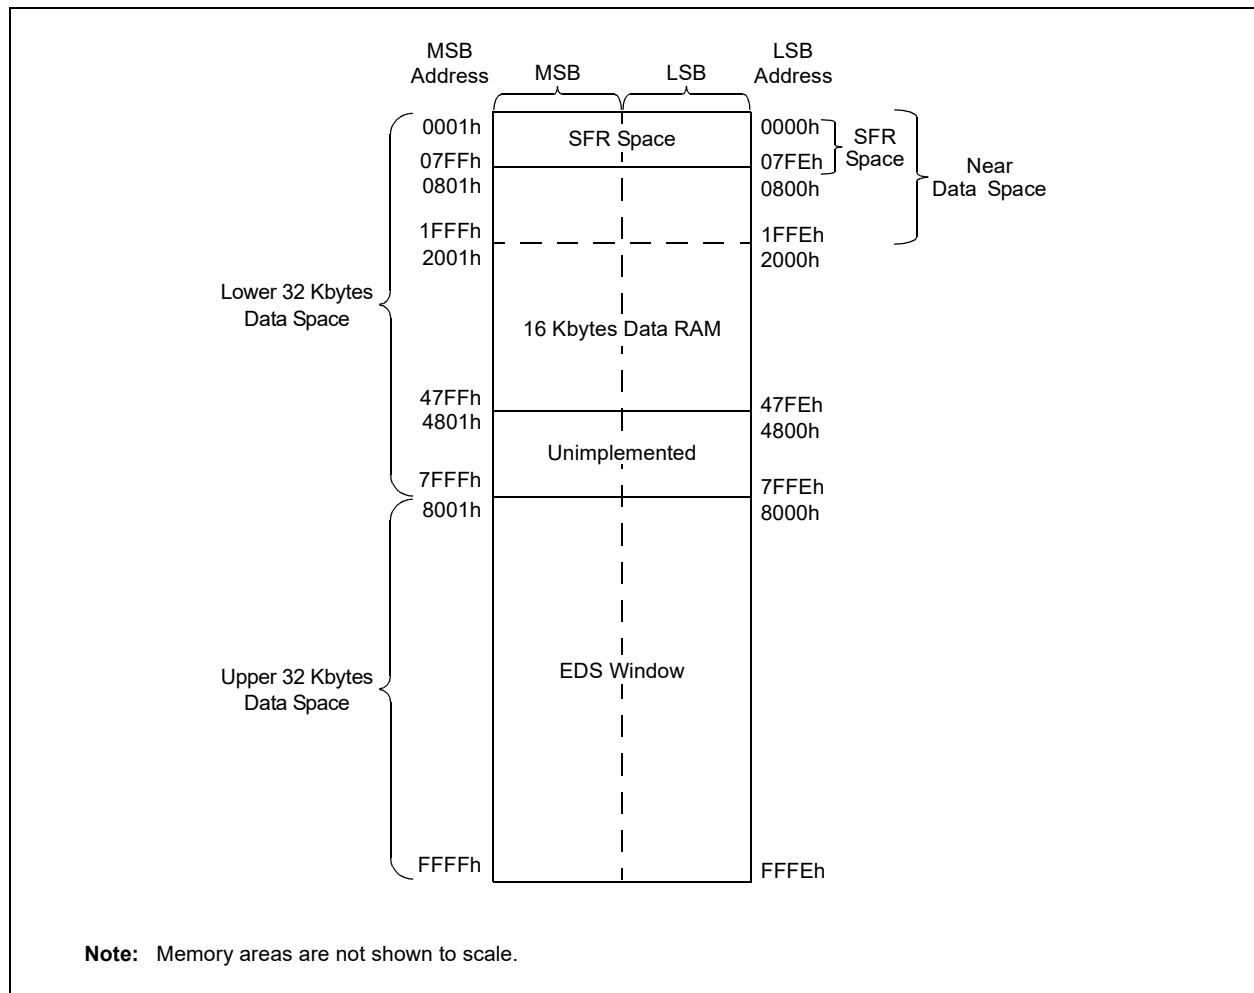 MSB
Address
MSB
LSB
LSB
Address
0001h
SFR Space
0000h
SFR
Space
07FFh
07FEh
0801h
0800h
Near
Data Space
1FFFh
1FFEh
2001h
2000h
Lower 32 Kbytes
Data Space
16 Kbytes Data RAM
47FFh
47FEh
4801h
4800h
Unimplemented
7FFFh
7FFEh
8001h
8000h
Upper 32 Kbytes
Data Space
EDS Window
FFFFh
FFFEh
Note: Memory areas are not shown to scale.